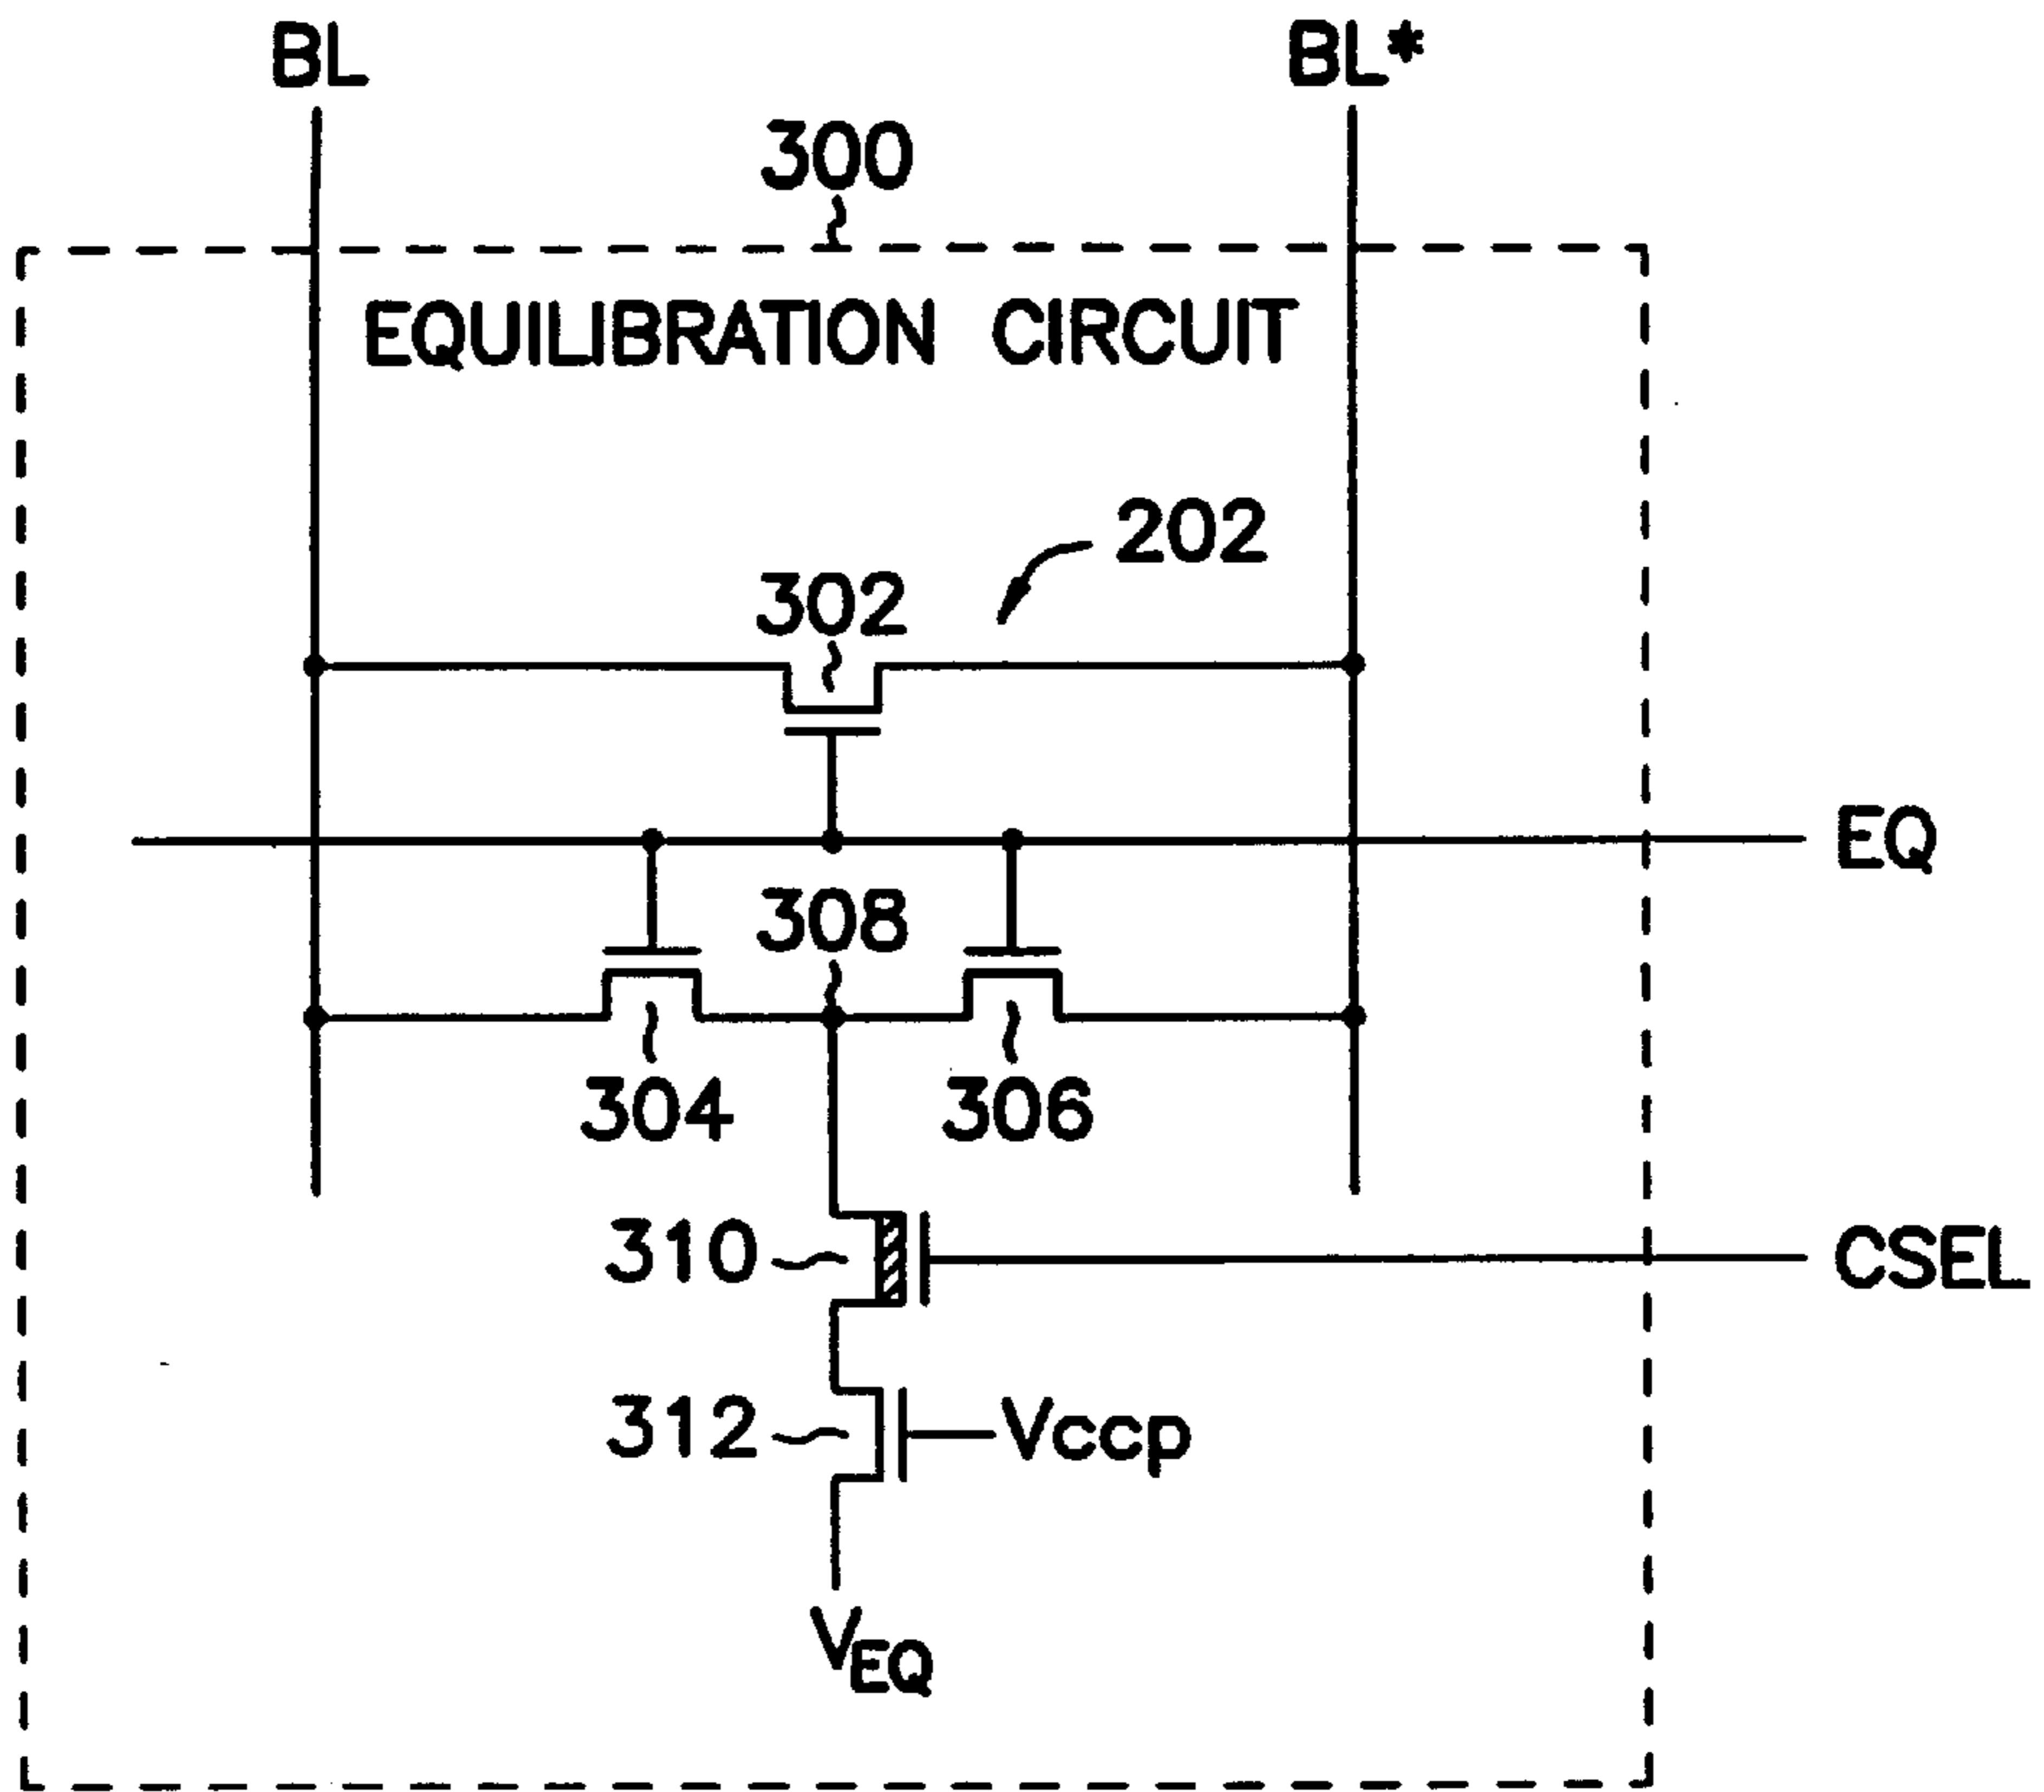 BL
BL*
300
EQUILIBRATION CIRCUIT
202
302
EQ
308
304
306
310
CSEL
312
Vccp
VEQ